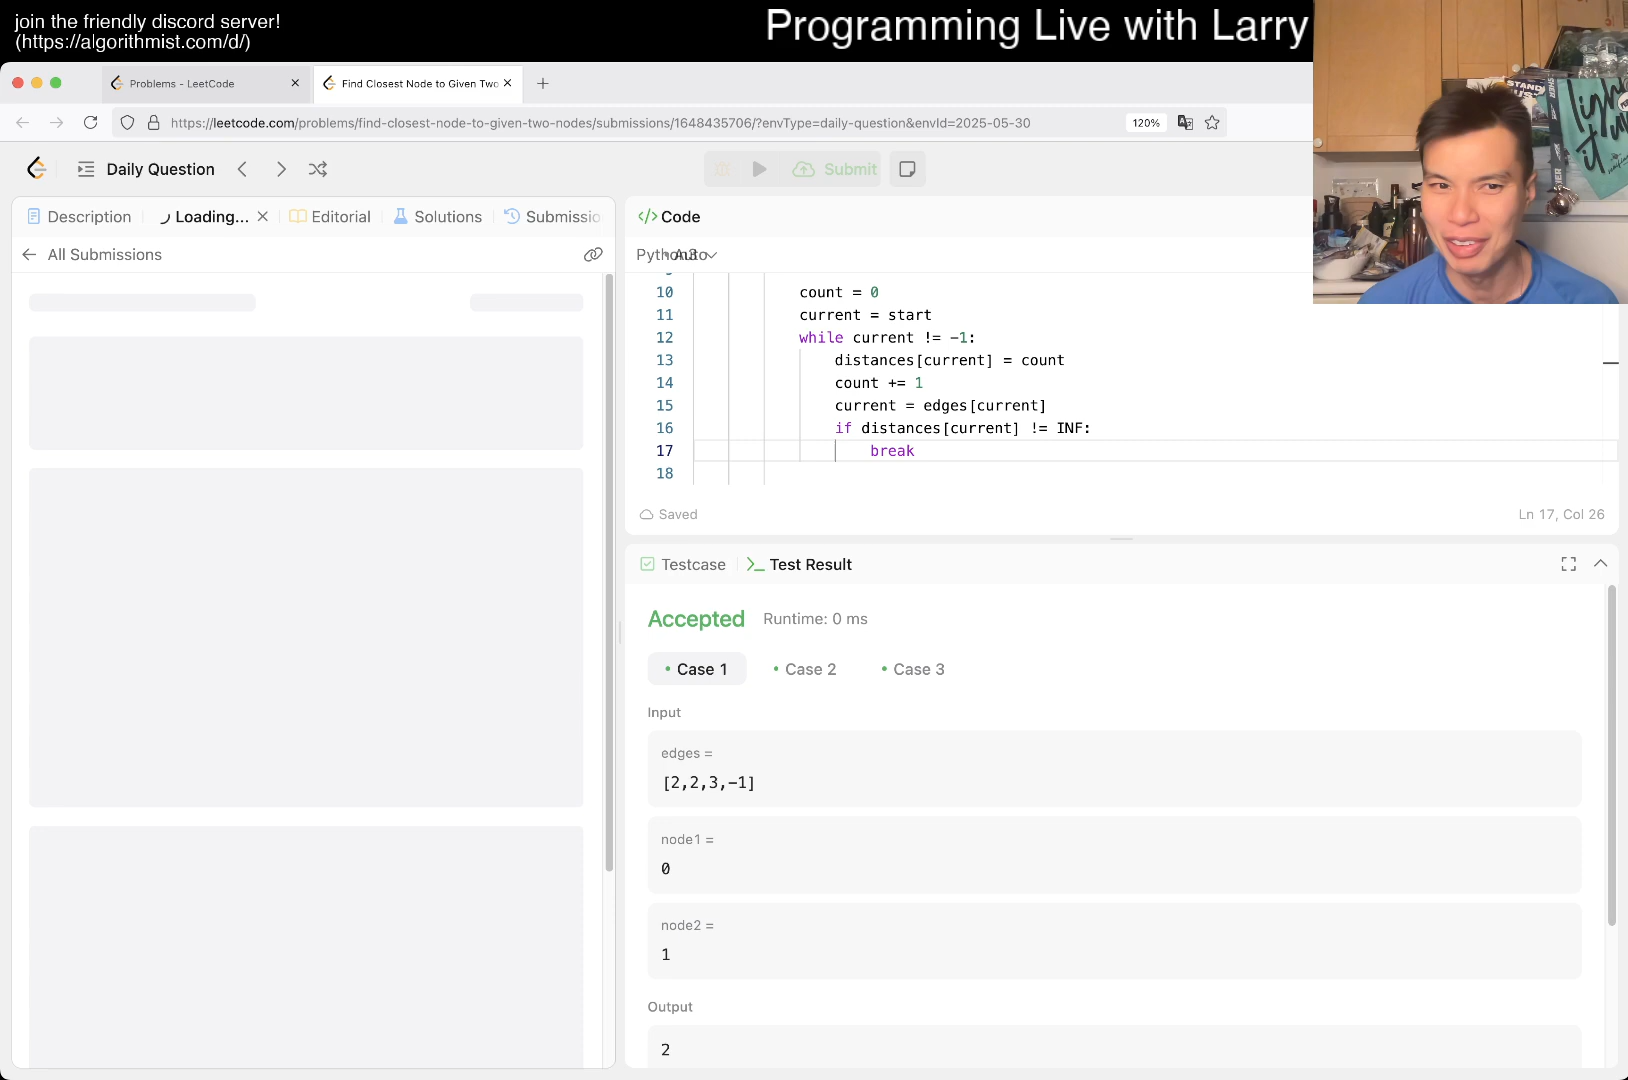 join the friendly discord server!
(https://algorithmist.com/d/)
Programming Live with Larry
Problems - LeetCode
Find Closest Node to Given Two
https://leetcode.com/problems/find-closest-node-to-given-two-nodes/submissions/1648435706/?envType=daily-question&envId=2025-05-30
120%
Daily Question
Submit
Description
Loading...
Editorial
Solutions
Submissio
All Submissions
</> Code
Python3
Auto
10 count = 0
11 current = start
12 while current != -1:
13 distances[current] = count
14 count += 1
15 current = edges[current]
16 if distances[current] != INF:
17 break
18
Saved
Ln 17, Col 26
Testcase
Test Result
Accepted Runtime: 0 ms
Case 1
Case 2
Case 3
Input
edges =
[2,2,3,-1]
node1 =
0
node2 =
1
Output
2